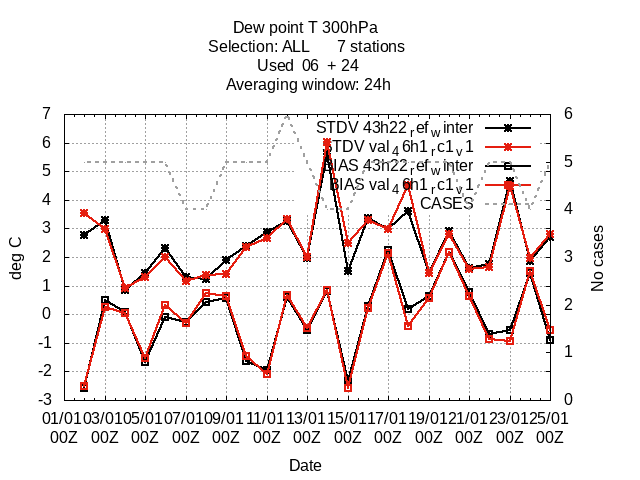 Dew point T 300hPa
Selection: ALL 7 stations
Used 06 + 24
Averaging window: 24h
STDV 43h22_ref_winter
STDV val_46h1_rc1_v1
BIAS 43h22_ref_winter
BIAS val_46h1_rc1_v1
CASES
deg C
7
6
5
4
3
2
1
0
-1
-2
-3
No cases
6
5
4
3
2
1
0
01/01 03/01 05/01 07/01 09/01 11/01 13/01 15/01 17/01 19/01 21/01 23/01 25/01
00Z 00Z 00Z 00Z 00Z 00Z 00Z 00Z 00Z 00Z 00Z 00Z 00Z
Date